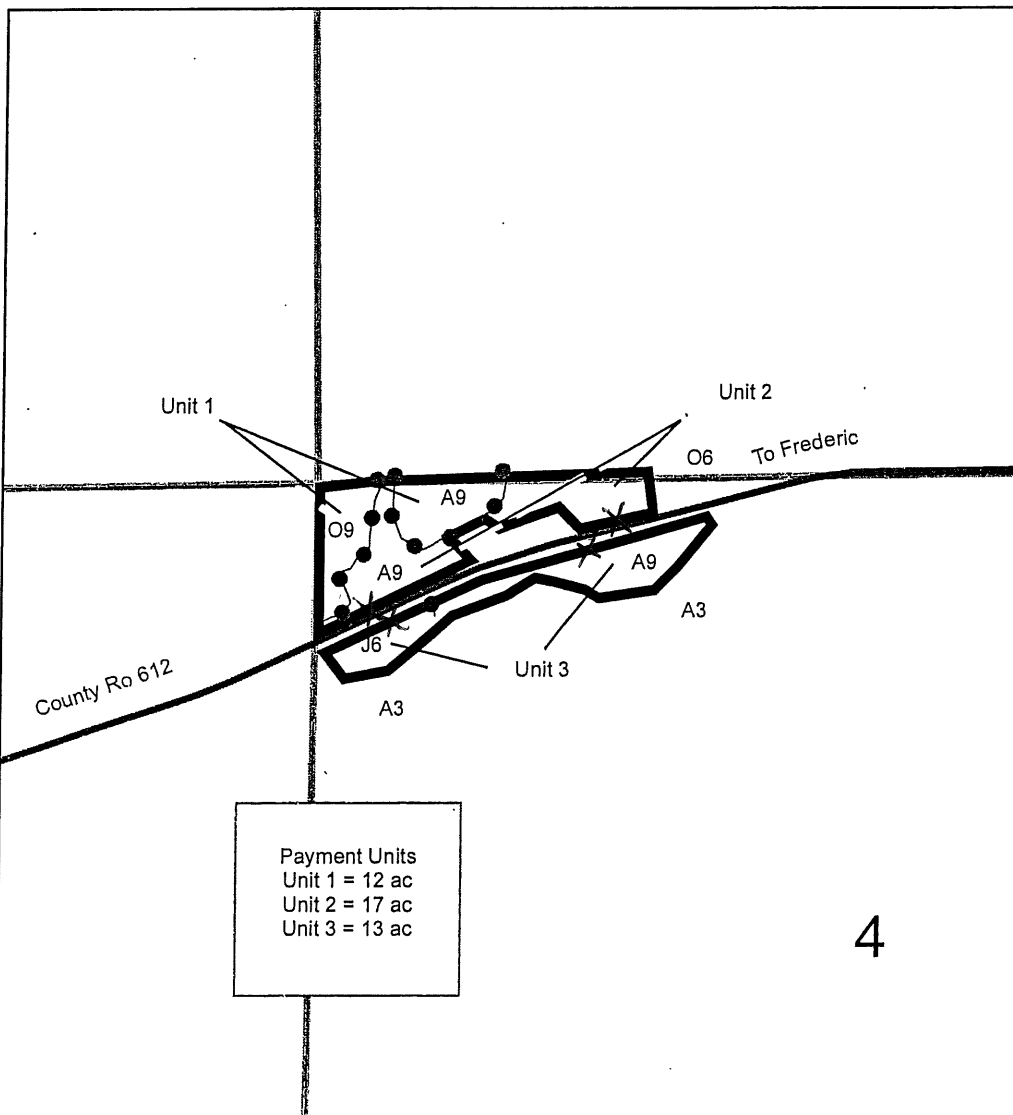 Unit 1
Unit 2
O6
To Frederic
A9
O9
A9
A9
J6
A3
Unit 3
A3
County Ro 612
Payment Units
Unit 1 = 12 ac
Unit 2 = 17 ac
Unit 3 = 13 ac
4